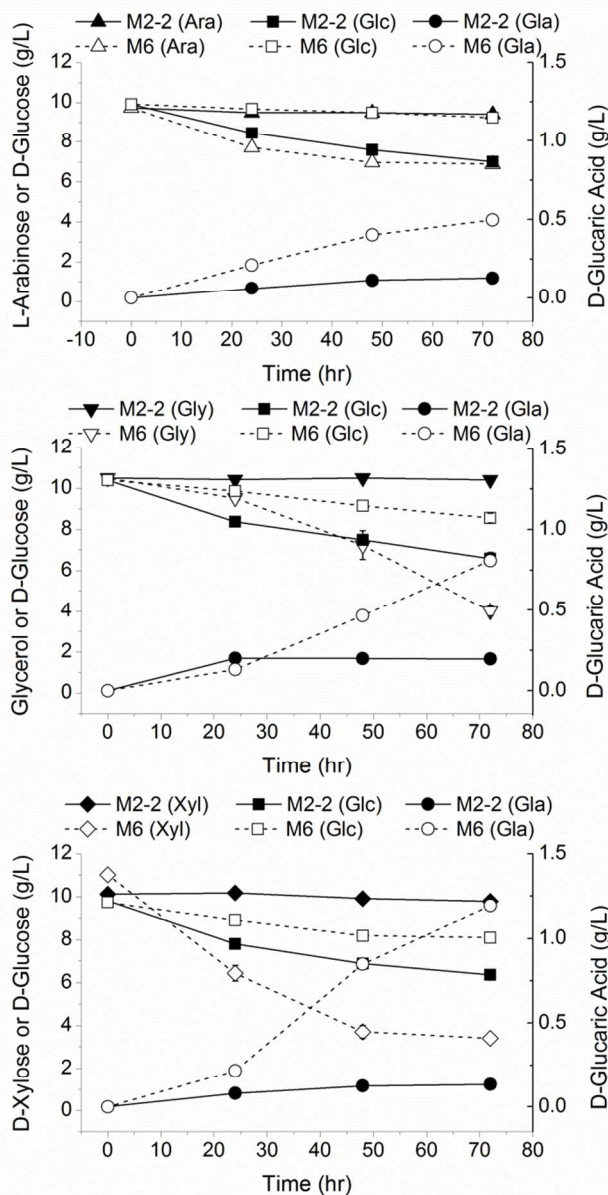 M2-2 (Ara) M2-2 (Glc) M2-2 (Gla)
M6 (Ara) M6 (Glc) M6 (Gla)
L-Arabinose or D-Glucose (g/L)
12
10
8
6
4
2
0
1.5
1.0
0.5
0.0
D-Glucaric Acid (g/L)
-10 0 10 20 30 40 50 60 70 80
Time (hr)
M2-2 (Gly) M2-2 (Glc) M2-2 (Gla)
M6 (Gly) M6 (Glc) M6 (Gla)
Glycerol or D-Glucose (g/L)
12
10
8
6
4
2
0
1.5
1.0
0.5
0.0
D-Glucaric Acid (g/L)
0 10 20 30 40 50 60 70 80
Time (hr)
M2-2 (Xyl) M2-2 (Glc) M2-2 (Gla)
M6 (Xyl) M6 (Glc) M6 (Gla)
D-Xylose or D-Glucose (g/L)
12
10
8
6
4
2
0
1.5
1.0
0.5
0.0
D-Glucaric Acid (g/L)
0 10 20 30 40 50 60 70 80
Time (hr)